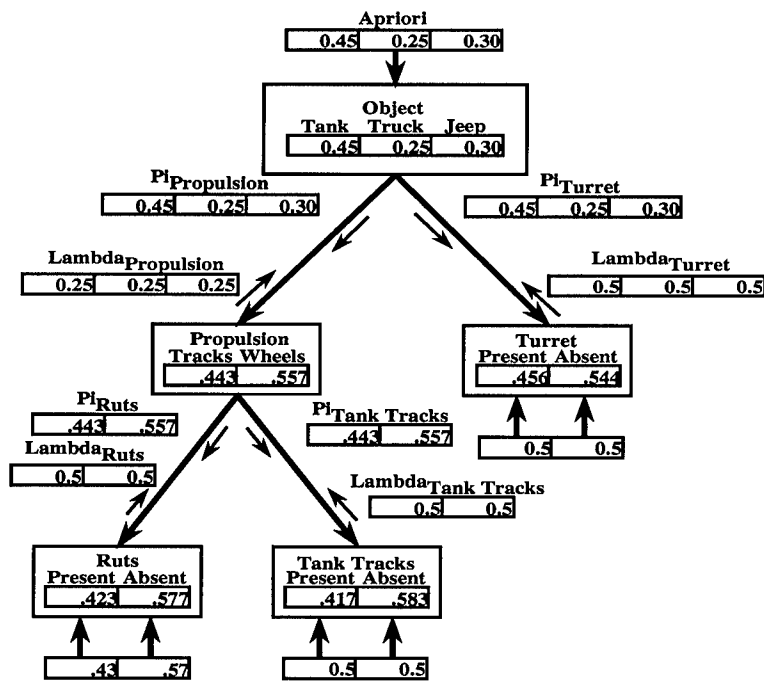 Apriori
0.45 0.25 0.30
Object
Tank Truck Jeep
0.45 0.25 0.30
PiPropulsion
0.45 0.25 0.30
PiTurret
0.45 0.25 0.30
LambdaPropulsion
0.25 0.25 0.25
LambdaTurret
0.5 0.5 0.5
Propulsion
Tracks Wheels
.443 .557
Turret
Present Absent
.456 .544
PiRuts
.443 .557
PiTank Tracks
.443 .557
0.5 0.5
LambdaRuts
0.5 0.5
LambdaTank Tracks
0.5 0.5
Ruts
Present Absent
.423 .577
Tank Tracks
Present Absent
.417 .583
.43 .57
0.5 0.5